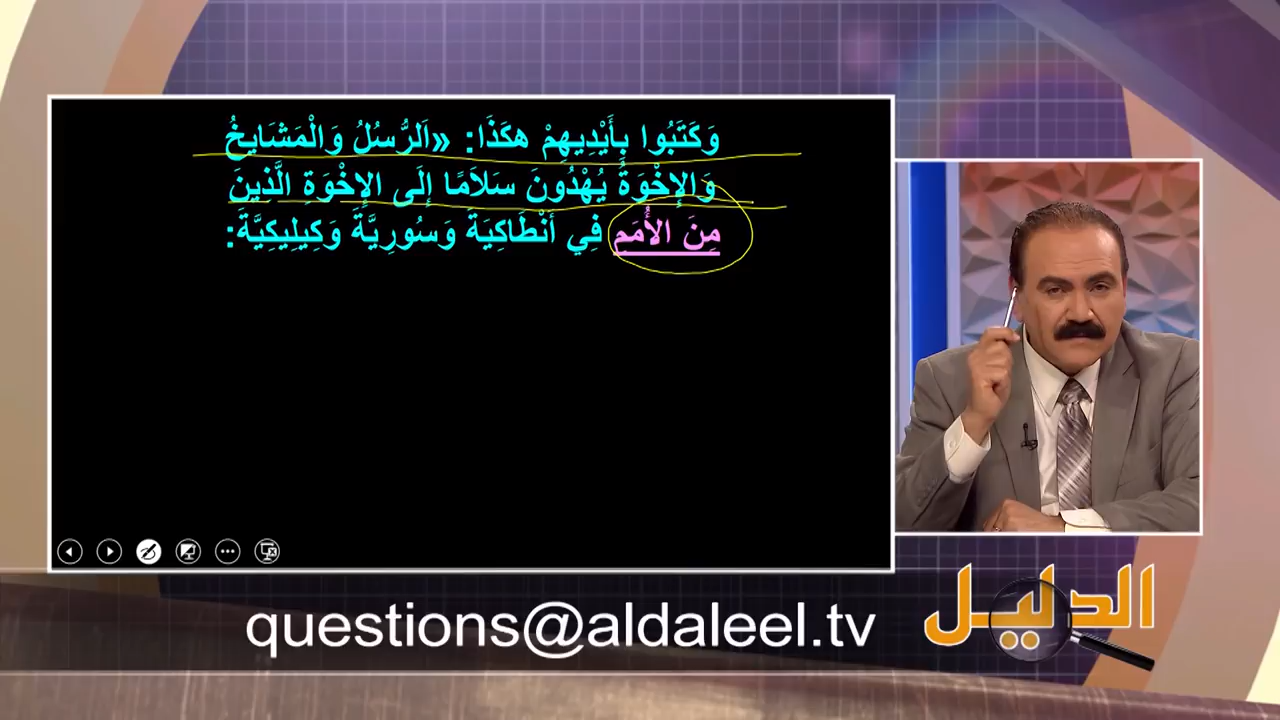 وَكَتَبُوا بِأَيْدِيهِمْ هكَذَا: «اَلرُّسُلُ وَالْمَشَايِخُ
وَالإِخْوَةُ يُهْدُونَ سَلاَمًا إِلَى الإِخْوَةِ الَّذِينَ
مِنَ الأُمَمِ فِي أَنْطَاكِيَةَ وَسُورِيَّةَ وَكِيلِيكِيَّةَ:
الدليل
questions@aldaleel.tv